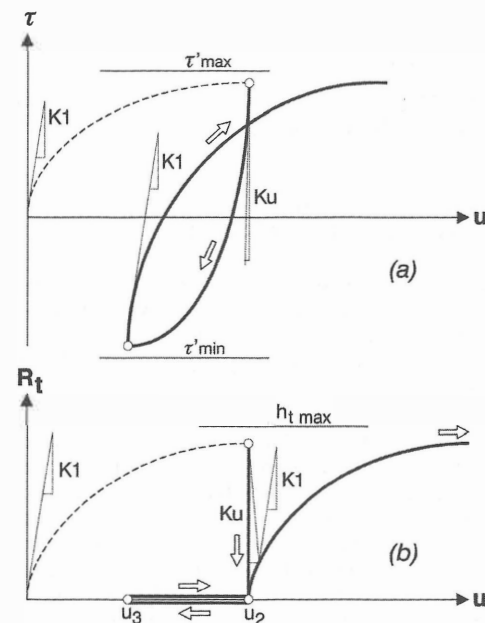 τ
τ'max
K1
K1
Ku
u
(a)
τ'min
Rt
ht max
K1
K1
Ku
(b)
u3
u2
u